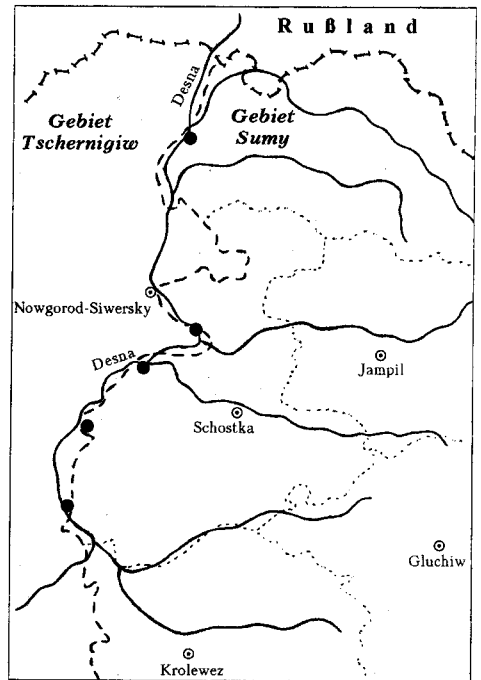 Rußland
Desna
Gebiet
Tschernigiw
Gebiet
Sumy
Nowgorod-Siwersky
Desna
Jampil
Schostka
Gluchiw
Krolewez